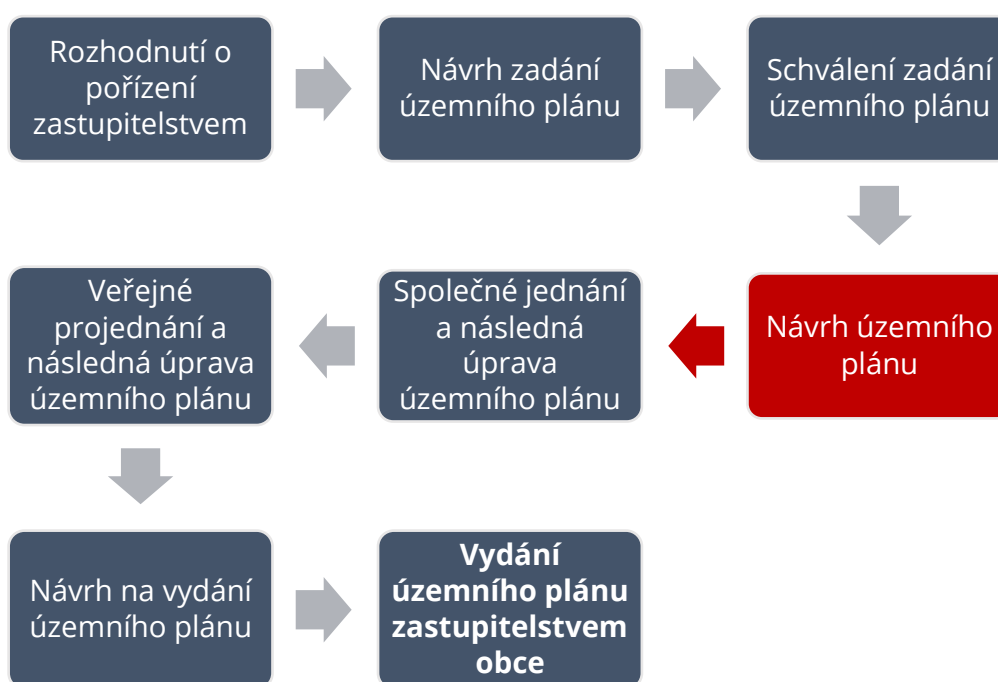 Rozhodnutí o
pořízení
zastupitelstvem
Návrh zadání
územního plánu
Schválení zadání
územního plánu
Návrh územního
plánu
Společné jednání
a následná
úprava
územního plánu
Veřejné
projednání a
následná úprava
územního plánu
Návrh na vydání
územního plánu
Vydání
územního plánu
zastupitelstvem
obce